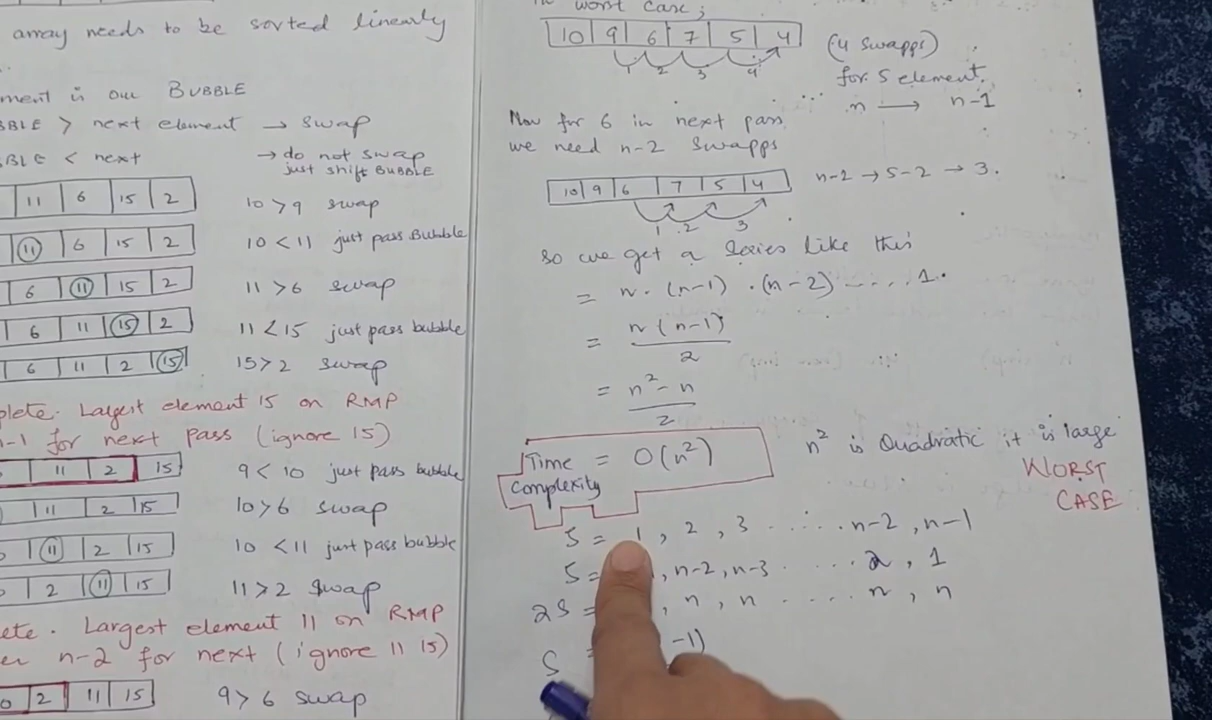 array needs to be sorted linearly
ment is our BUBBLE
BBLE > next element → swap
BLE < next → do not swap
just shift BUBBLE
11 6 15 2 10>9 swap
11 6 15 2 10<11 just pass Bubble
6 11 15 2 11>6 swap
6 11 15 2 11<15 just pass bubble
6 11 2 15 15>2 swap
plete. Largest element 15 on RMP
n-1 for next pass (ignore 15)
11 2 15 9<10 just pass bubble
11 2 15 10>6 swap
11 2 15 10<11 just pass bubble
2 11 15 11>2 swap
ete. Largest element 11 on RMP
n-2 for next (ignore 11 15)
2 11 15 9>6 swap
in worst case;
10 9 6 7 5 4 (4 swapps)
1 2 3 4 for 5 element.
n → n-1
Now for 6 in next pass
we need n-2 swapps
10 9 6 7 5 4 n-2 → 5-2 → 3.
1 2 3
so we get a Series like this
= n. (n-1) . (n-2) ..... 1.
= n(n-1)
2
= n² - n
2
Time = O(n²)
Complexity
n² is Quadratic it is large
WORST
CASE
S = 1, 2, 3 ...... n-2, n-1
S = , n-2, n-3 ..... 2, 1
2S = , n, n ..... n, n
S = -1)